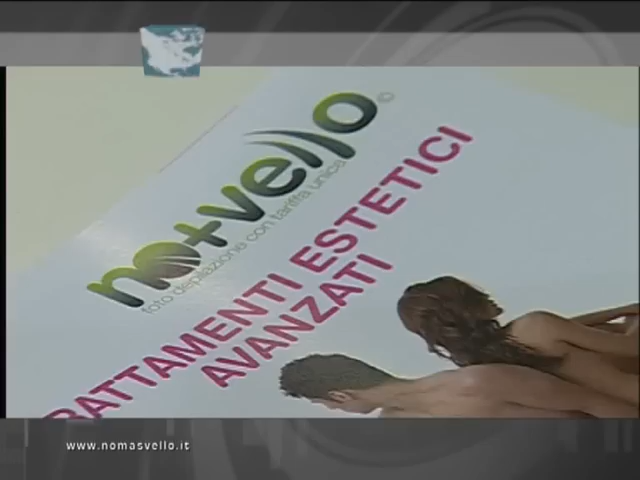 no+vello©
foto depilazione con tariffa unica
TRATTAMENTI ESTETICI
AVANZATI
www.nomasvello.it